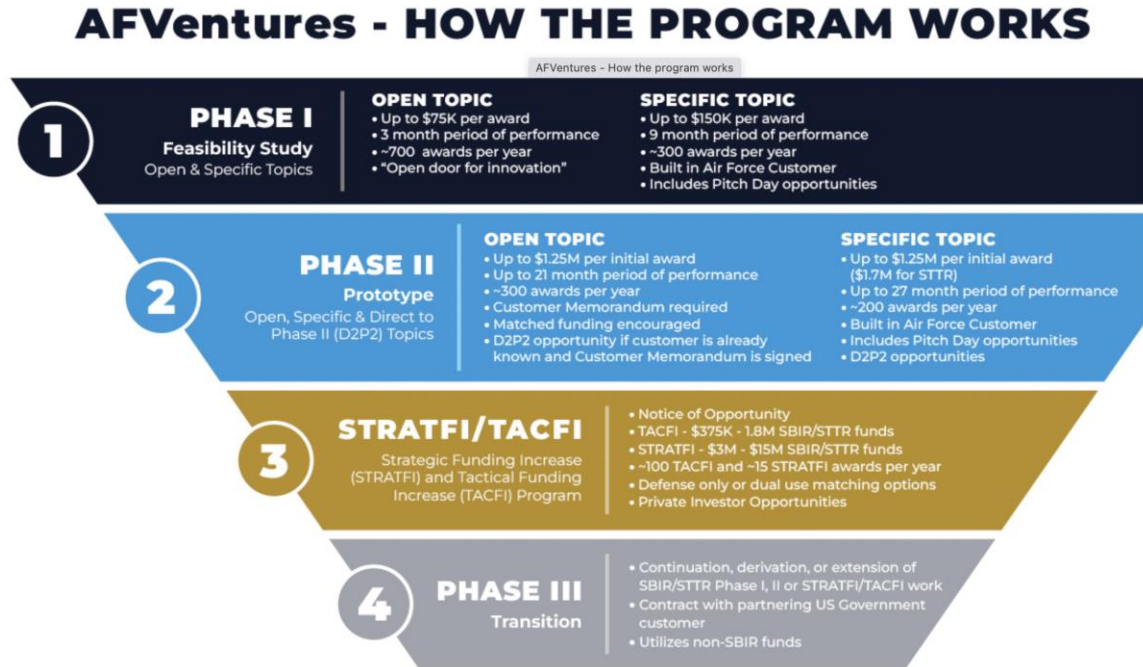 AFVentures - HOW THE PROGRAM WORKS
AFVentures - How the program works
1
PHASE I
Feasibility Study
Open & Specific Topics
OPEN TOPIC
• Up to $75K per award
• 3 month period of performance
• ~700 awards per year
• "Open door for innovation"
SPECIFIC TOPIC
• Up to $150K per award
• 9 month period of performance
• ~300 awards per year
• Built in Air Force Customer
• Includes Pitch Day opportunities
2
PHASE II
Prototype
Open, Specific & Direct to
Phase II (D2P2) Topics
OPEN TOPIC
• Up to $1.25M per initial award
• Up to 21 month period of performance
• ~300 awards per year
• Customer Memorandum required
• Matched funding encouraged
• D2P2 opportunity if customer is already
known and Customer Memorandum is signed
SPECIFIC TOPIC
• Up to $1.25M per initial award
($1.7M for STTR)
• Up to 27 month period of performance
• ~200 awards per year
• Built in Air Force Customer
• Includes Pitch Day opportunities
• D2P2 opportunities
3
STRATFI/TACFI
Strategic Funding Increase
(STRATFI) and Tactical Funding
Increase (TACFI) Program
• Notice of Opportunity
• TACFI - $375K - 1.8M SBIR/STTR funds
• STRATFI - $3M - $15M SBIR/STTR funds
• ~100 TACFI and ~15 STRATFI awards per year
• Defense only or dual use matching options
• Private Investor Opportunities
4
PHASE III
Transition
• Continuation, derivation, or extension of
SBIR/STTR Phase I, II or STRATFI/TACFI work
• Contract with partnering US Government
customer
• Utilizes non-SBIR funds